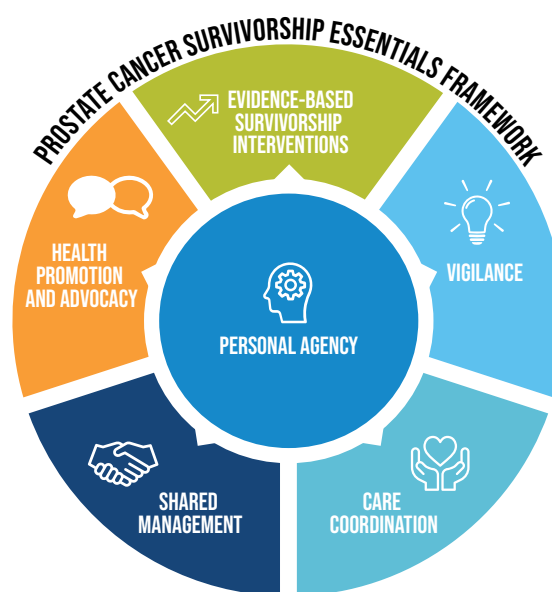 PROSTATE CANCER SURVIVORSHIP ESSENTIALS FRAMEWORK
EVIDENCE-BASED
SURVIVORSHIP
INTERVENTIONS
HEALTH
PROMOTION
AND ADVOCACY
VIGILANCE
PERSONAL AGENCY
SHARED
MANAGEMENT
CARE
COORDINATION